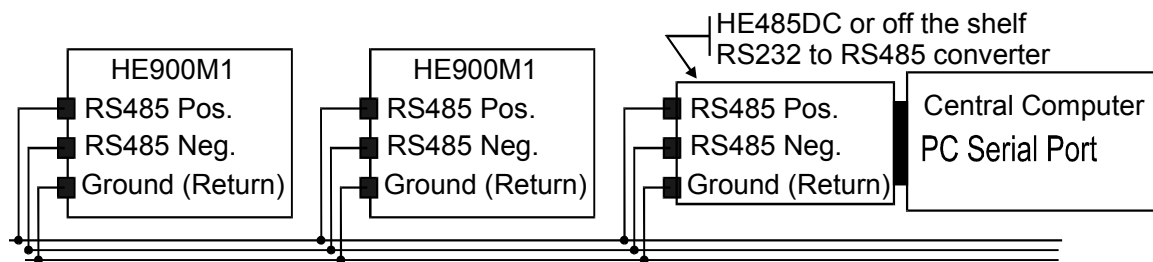 HE485DC or off the shelf
RS232 to RS485 converter
HE900M1
RS485 Pos.
RS485 Neg.
Ground (Return)
HE900M1
RS485 Pos.
RS485 Neg.
Ground (Return)
RS485 Pos.
RS485 Neg.
Ground (Return)
Central Computer
PC Serial Port